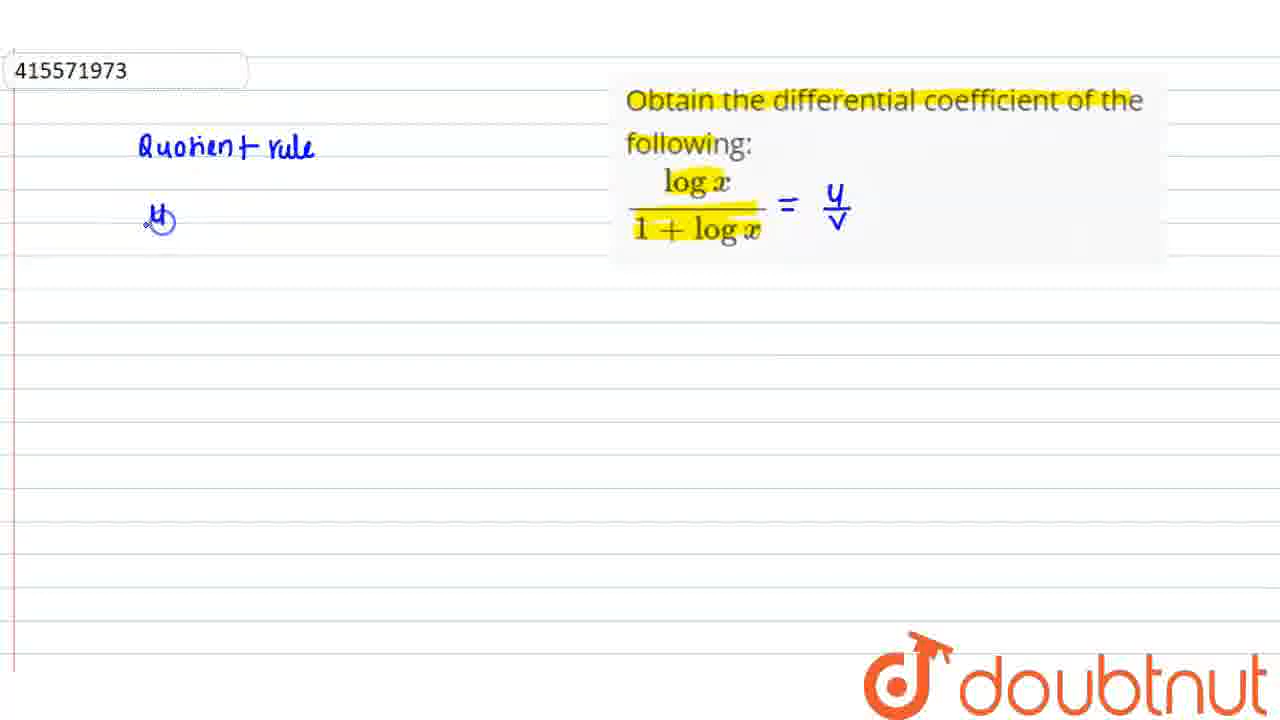 415571973
Obtain the differential coefficient of the
following:
log x
1 + log x
= u
v
Quotient rule
u
doubtnut